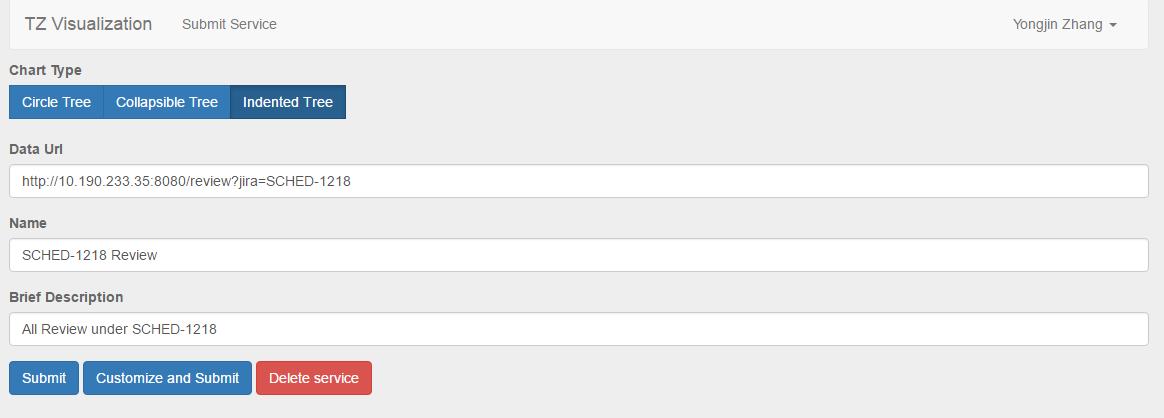 TZ Visualization Submit Service Yongjin Zhang
Chart Type
Circle Tree Collapsible Tree Indented Tree
Data Url
http://10.190.233.35:8080/review?jira=SCHED-1218
Name
SCHED-1218 Review
Brief Description
All Review under SCHED-1218
Submit Customize and Submit Delete service